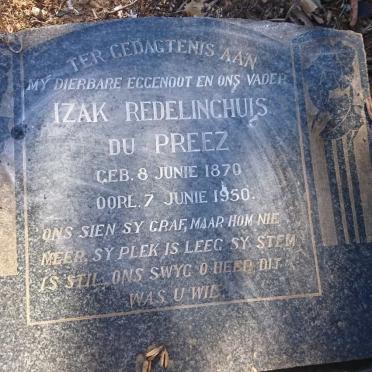 TER GEDAGTENIS AAN
MY DIERBARE EGGENOOT EN ONS VADER
IZAK REDELINGHUIS
DU PREEZ
GEB. 8 JUNIE 1870
OORL. 7 JUNIE 1950.
ONS SIEN SY GRAF, MAAR HOM NIE
MEER, SY PLEK IS LEEG SY STEM
IS STIL, ONS SWYG O HEER, DIT
WAS U WIL.